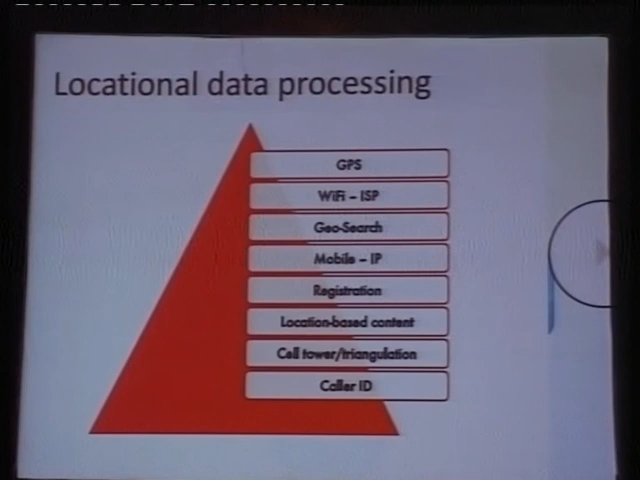 Locational data processing
GPS
WiFi – ISP
Geo-Search
Mobile – IP
Registration
Location-based content
Cell tower/triangulation
Caller ID